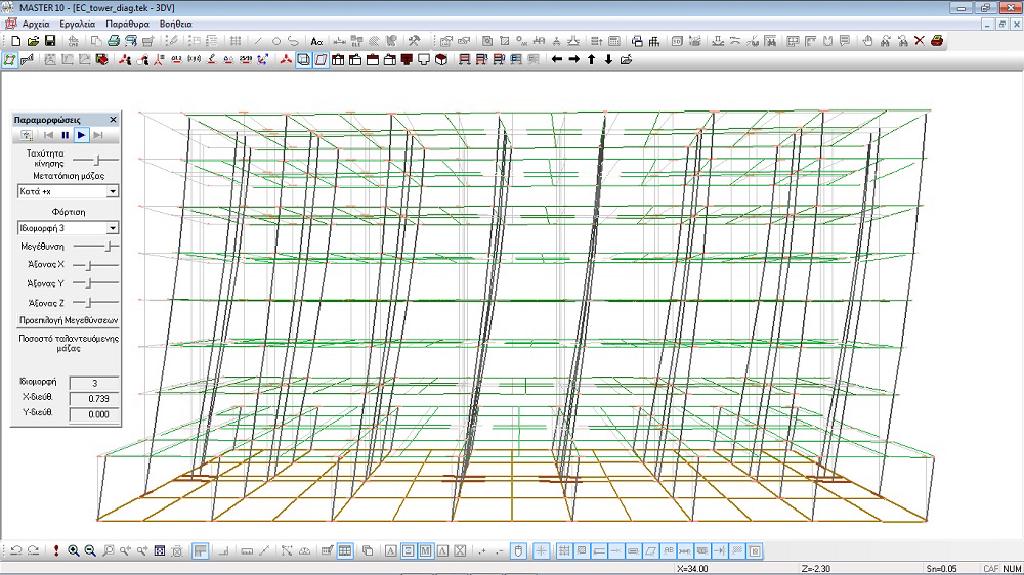 IMASTER 10 - [EC_tower_diag.tek - 3DV]
Αρχεία Εργαλεία Παράθυρα Βοήθεια
Παραμορφώσεις
Ταχύτητα
κίνησης
Μετατόπιση μάζας
Κατά +x
Φόρτιση
Ιδιομορφή 3
Μεγέθυνση
Άξονας X
Άξονας Y
Άξονας Z
Προεπιλογή Μεγεθύνσεων
Ποσοστό ταλαντευόμενης
μάζας
Ιδιομορφή 3
X-διεύθ. 0.739
Y-διεύθ. 0.000
X=34.00 Z=-2.30 Sn=0.05 CAP NUM